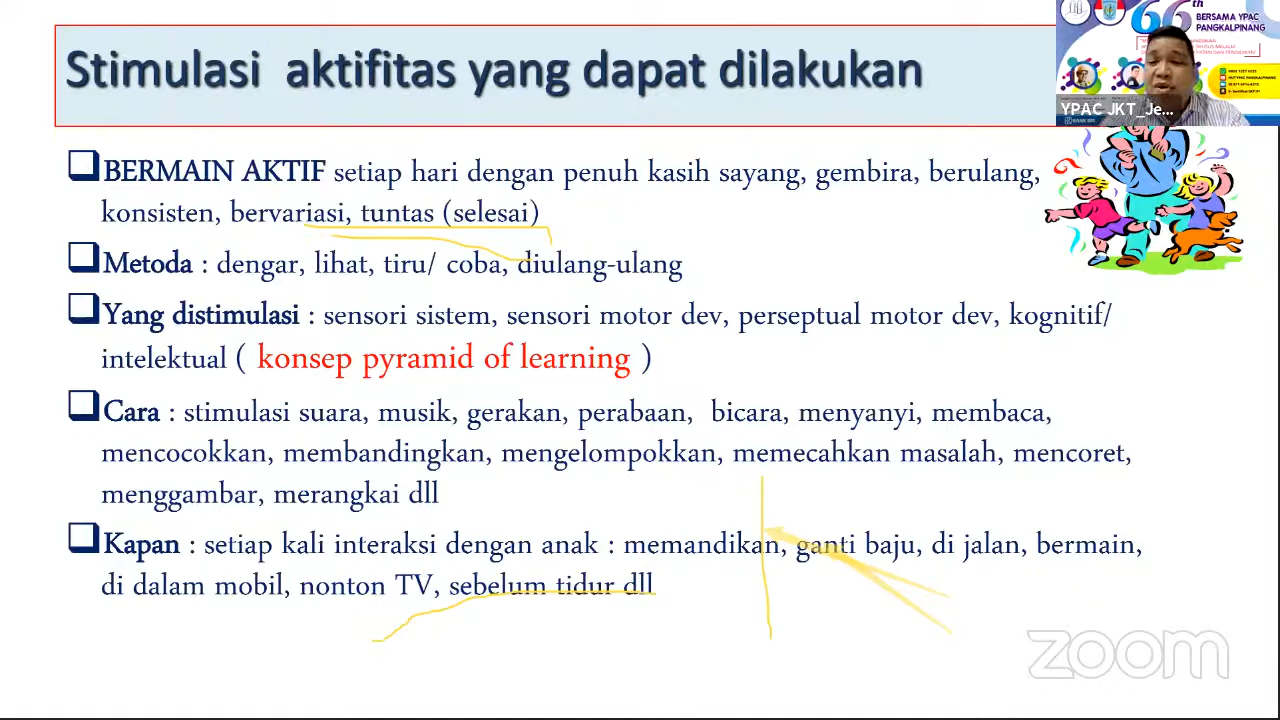 Stimulasi aktifitas yang dapat dilakukan
66th
BERSAMA YPAC
PANGKALPINANG
YPAC JKT_Je...
BERMAIN AKTIF setiap hari dengan penuh kasih sayang, gembira, berulang,
konsisten, bervariasi, tuntas (selesai)
Metoda : dengar, lihat, tiru/ coba, diulang-ulang
Yang distimulasi : sensori sistem, sensori motor dev, perseptual motor dev, kognitif/
intelektual ( konsep pyramid of learning )
Cara : stimulasi suara, musik, gerakan, perabaan, bicara, menyanyi, membaca,
mencocokkan, membandingkan, mengelompokkan, memecahkan masalah, mencoret,
menggambar, merangkai dll
Kapan : setiap kali interaksi dengan anak : memandikan, ganti baju, di jalan, bermain,
di dalam mobil, nonton TV, sebelum tidur dll
zoom